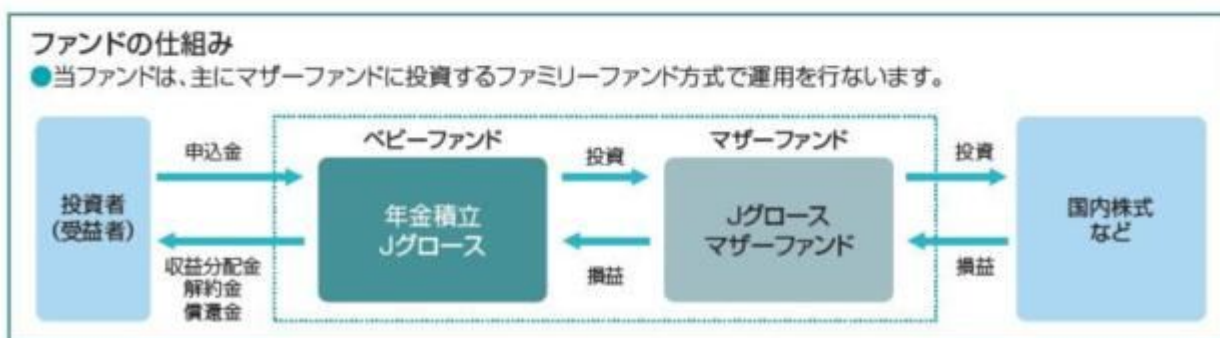 ファンドの仕組み
●当ファンドは、主にマザーファンドに投資するファミリーファンド方式で運用を行ないます。
投資者
(受益者)
申込金
収益分配金
解約金
償還金
ベビーファンド
年金積立
Jグロース
投資
損益
マザーファンド
Jグロース
マザーファンド
投資
損益
国内株式
など